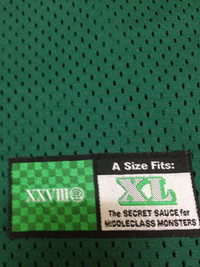 XXVIII
A Size Fits:
XL
The SECRET SAUCE for
MIDDLECLASS MONSTERS